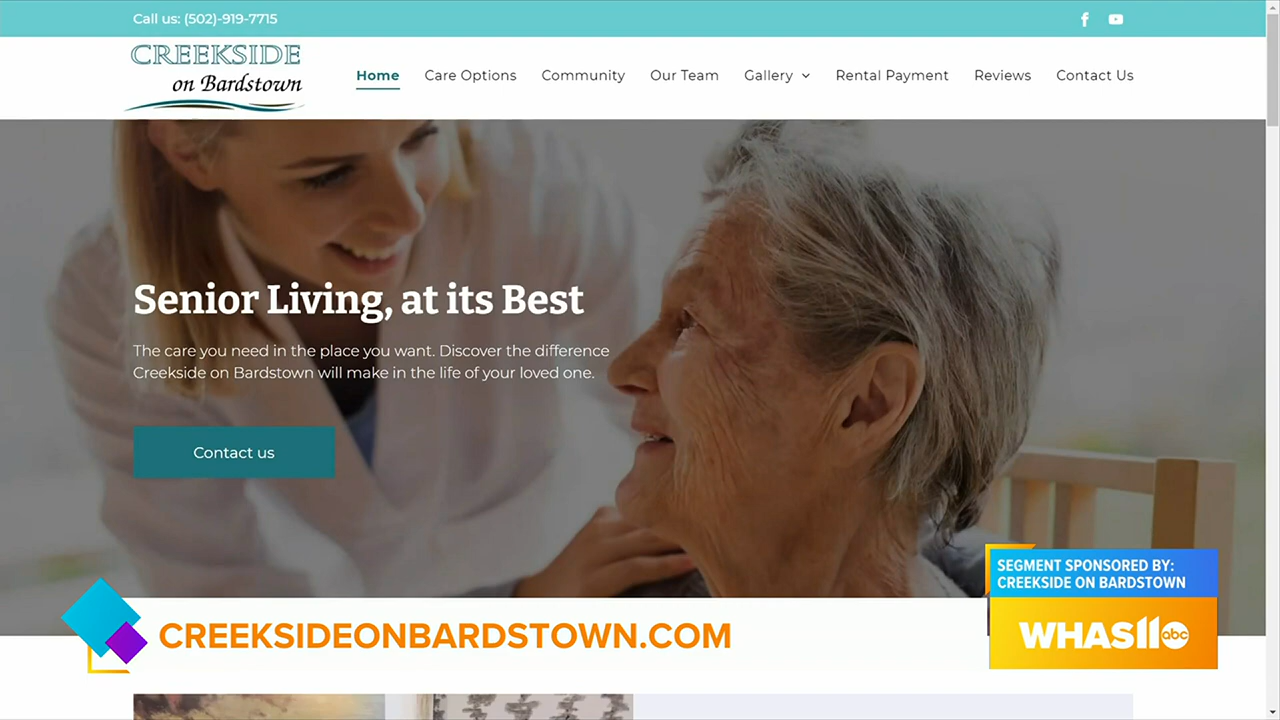 Call us: (502)-919-7715
CREEKSIDE
on Bardstown
Home Care Options Community Our Team Gallery Rental Payment Reviews Contact Us
Senior Living, at its Best
The care you need in the place you want. Discover the difference
Creekside on Bardstown will make in the life of your loved one.
Contact us
SEGMENT SPONSORED BY:
CREEKSIDE ON BARDSTOWN
CREEKSIDEONBARDSTOWN.COM
WHAS11 abc